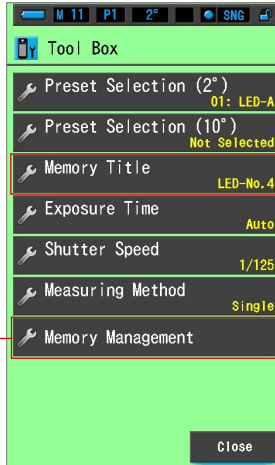 M 11 P1 2° SNG
Tool Box
Preset Selection (2°)
01: LED-A
Preset Selection (10°)
Not Selected
Memory Title
LED-No.4
Exposure Time
Auto
Shutter Speed
1/125
Measuring Method
Single
Memory Management
Close